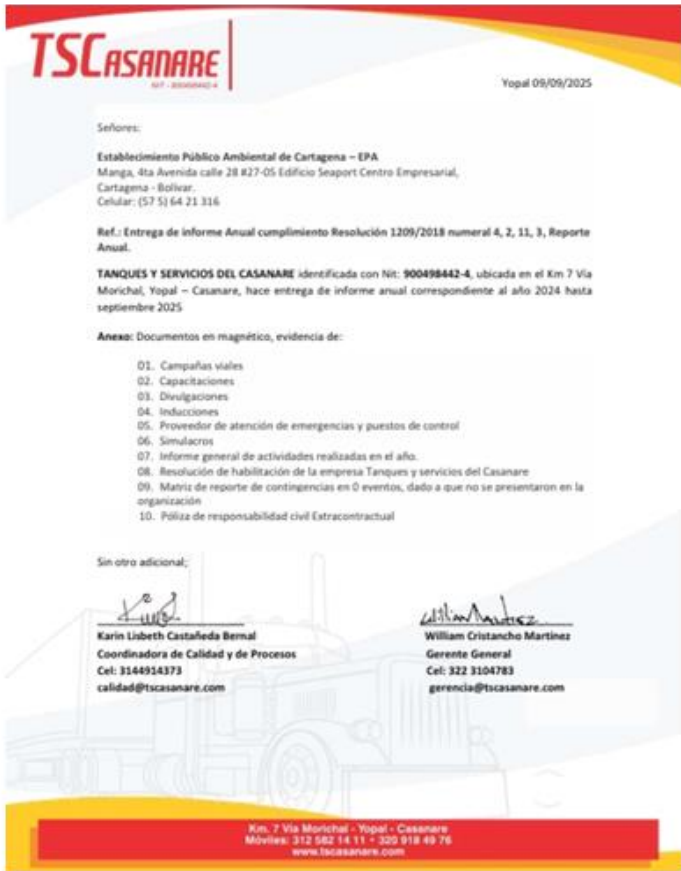 TSCASANARE
Yopal 09/09/2025
Señores:
Establecimiento Público Ambiental de Cartagena – EPA
Manga, 4ta Avenida calle 28 #27-05 Edificio Seaport Centro Empresarial,
Cartagena - Bolívar.
Celular: (57 5) 64 21 316
Ref.: Entrega de informe Anual cumplimiento Resolución 1209/2018 numeral 4, 2, 11, 3, Reporte
Anual.
TANQUES Y SERVICIOS DEL CASANARE identificada con Nit: 900498442-4, ubicada en el Km 7 Vía
Morichal, Yopal – Casanare, hace entrega de informe anual correspondiente al año 2024 hasta
septiembre 2025
Anexo: Documentos en magnético, evidencia de:
01. Campañas viales
02. Capacitaciones
03. Divulgaciones
04. Inducciones
05. Proveedor de atención de emergencias y puestos de control
06. Simulacros
07. Informe general de actividades realizadas en el año.
08. Resolución de habilitación de la empresa Tanques y servicios del Casanare
09. Matriz de reporte de contingencias en 0 eventos, dado a que no se presentaron en la
organización
10. Póliza de responsabilidad civil Extracontractual
Sin otro adicional;
Karin Lisbeth Castañeda Bernal
Coordinadora de Calidad y de Procesos
Cel: 3144914373
calidad@tscasanare.com
William Martinez
William Cristancho Martínez
Gerente General
Cel: 322 3104783
gerencia@tscasanare.com
Km. 7 Vía Morichal - Yopal - Casanare
Móviles: 312 582 14 11 • 320 918 49 76
www.tscasanare.com